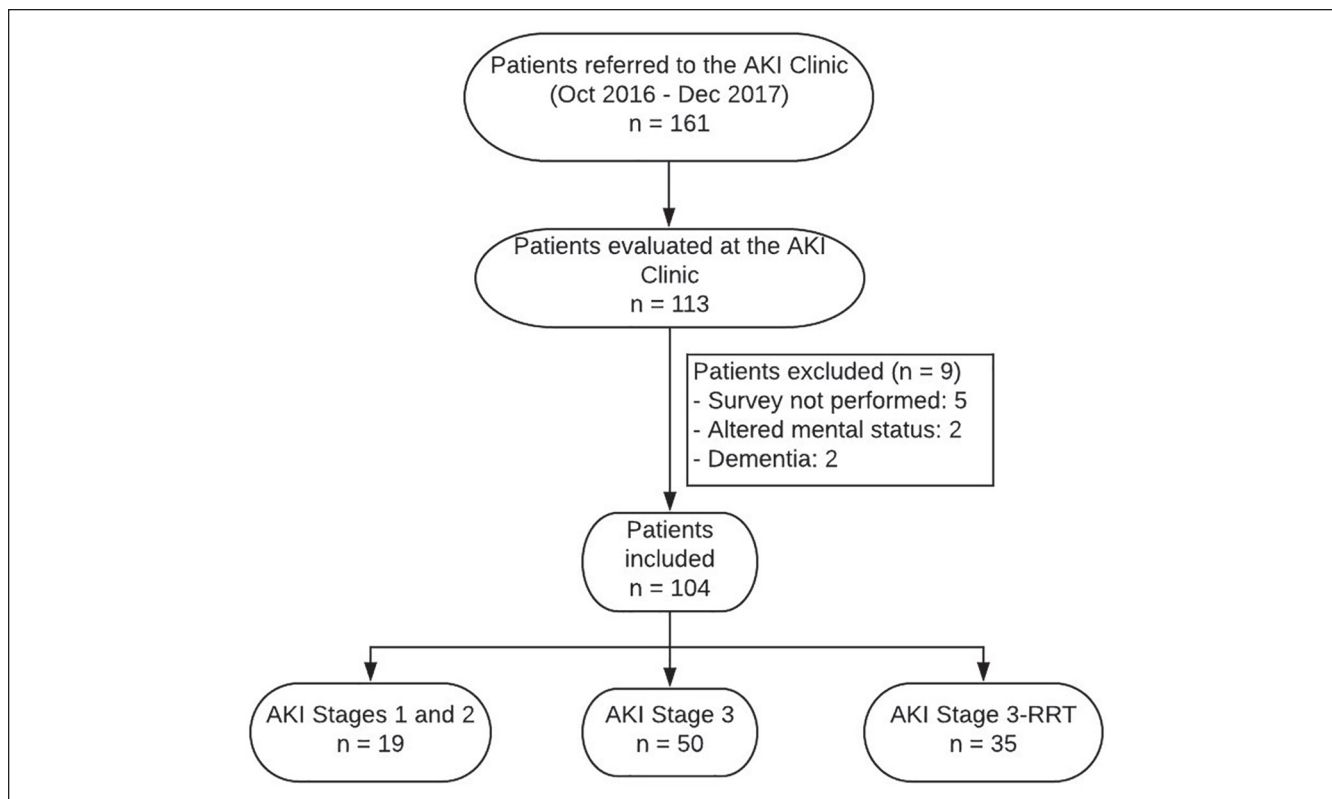 Patients referred to the AKI Clinic
(Oct 2016 - Dec 2017)
n = 161
Patients evaluated at the AKI
Clinic
n = 113
Patients excluded (n = 9)
- Survey not performed: 5
- Altered mental status: 2
- Dementia: 2
Patients
included
n = 104
AKI Stages 1 and 2
n = 19
AKI Stage 3
n = 50
AKI Stage 3-RRT
n = 35